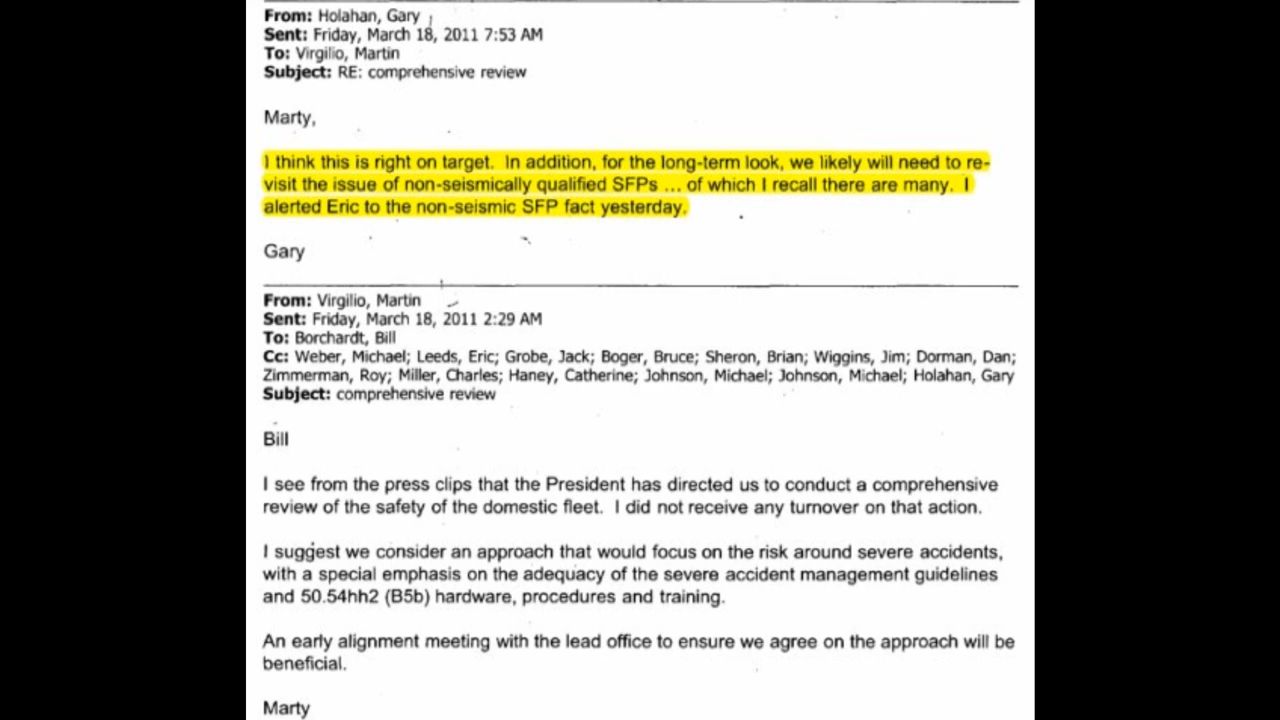 From: Holahan, Gary
Sent: Friday, March 18, 2011 7:53 AM
To: Virgilio, Martin
Subject: RE: comprehensive review
Marty,
I think this is right on target. In addition, for the long-term look, we likely will need to re-
visit the issue of non-seismically qualified SFPs ... of which I recall there are many. I
alerted Eric to the non-seismic SFP fact yesterday.
Gary
From: Virgilio, Martin
Sent: Friday, March 18, 2011 2:29 AM
To: Borchardt, Bill
Cc: Weber, Michael; Leeds, Eric; Grobe, Jack; Boger, Bruce; Sheron, Brian; Wiggins, Jim; Dorman, Dan;
Zimmerman, Roy; Miller, Charles; Haney, Catherine; Johnson, Michael; Johnson, Michael; Holahan, Gary
Subject: comprehensive review
Bill
I see from the press clips that the President has directed us to conduct a comprehensive
review of the safety of the domestic fleet. I did not receive any turnover on that action.
I suggest we consider an approach that would focus on the risk around severe accidents,
with a special emphasis on the adequacy of the severe accident management guidelines
and 50.54hh2 (B5b) hardware, procedures and training.
An early alignment meeting with the lead office to ensure we agree on the approach will be
beneficial.
Marty